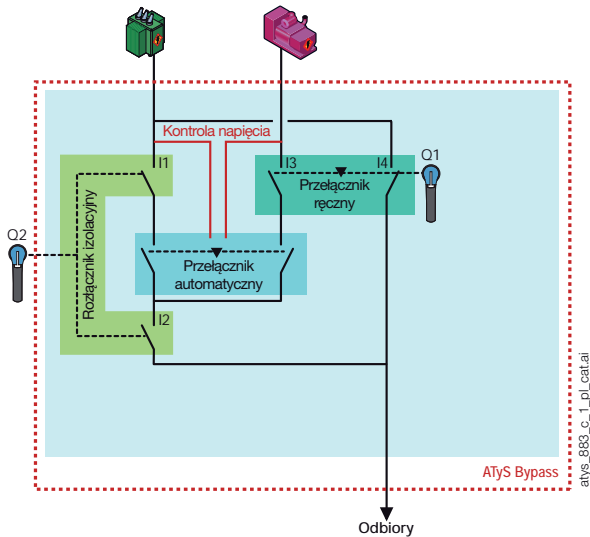 Kontrola napięcia
I1
I3
I4
Q1
Przełącznik
ręczny
Q2
Rozłącznik izolacyjny
Przełącznik
automatyczny
I2
ATyS Bypass
atys_883_c_1_pl_cat.ai
Odbiory